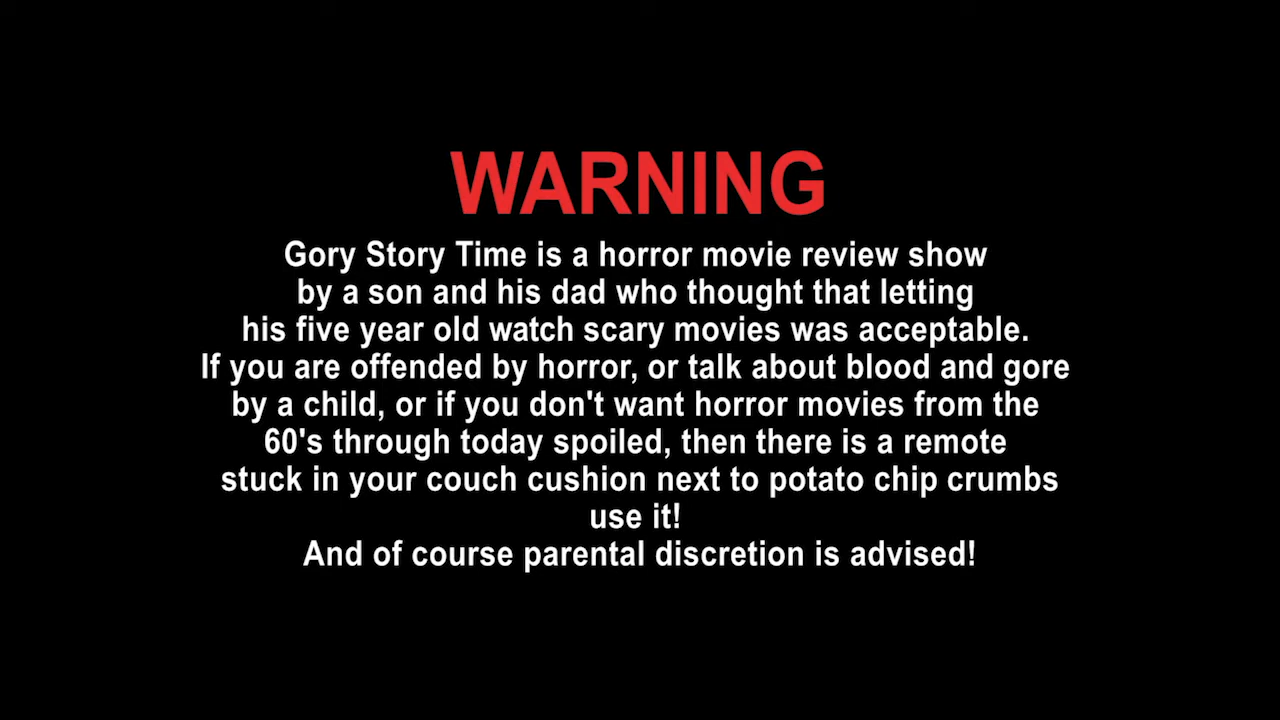 WARNING
Gory Story Time is a horror movie review show
by a son and his dad who thought that letting
his five year old watch scary movies was acceptable.
If you are offended by horror, or talk about blood and gore
by a child, or if you don't want horror movies from the
60's through today spoiled, then there is a remote
stuck in your couch cushion next to potato chip crumbs
use it!
And of course parental discretion is advised!